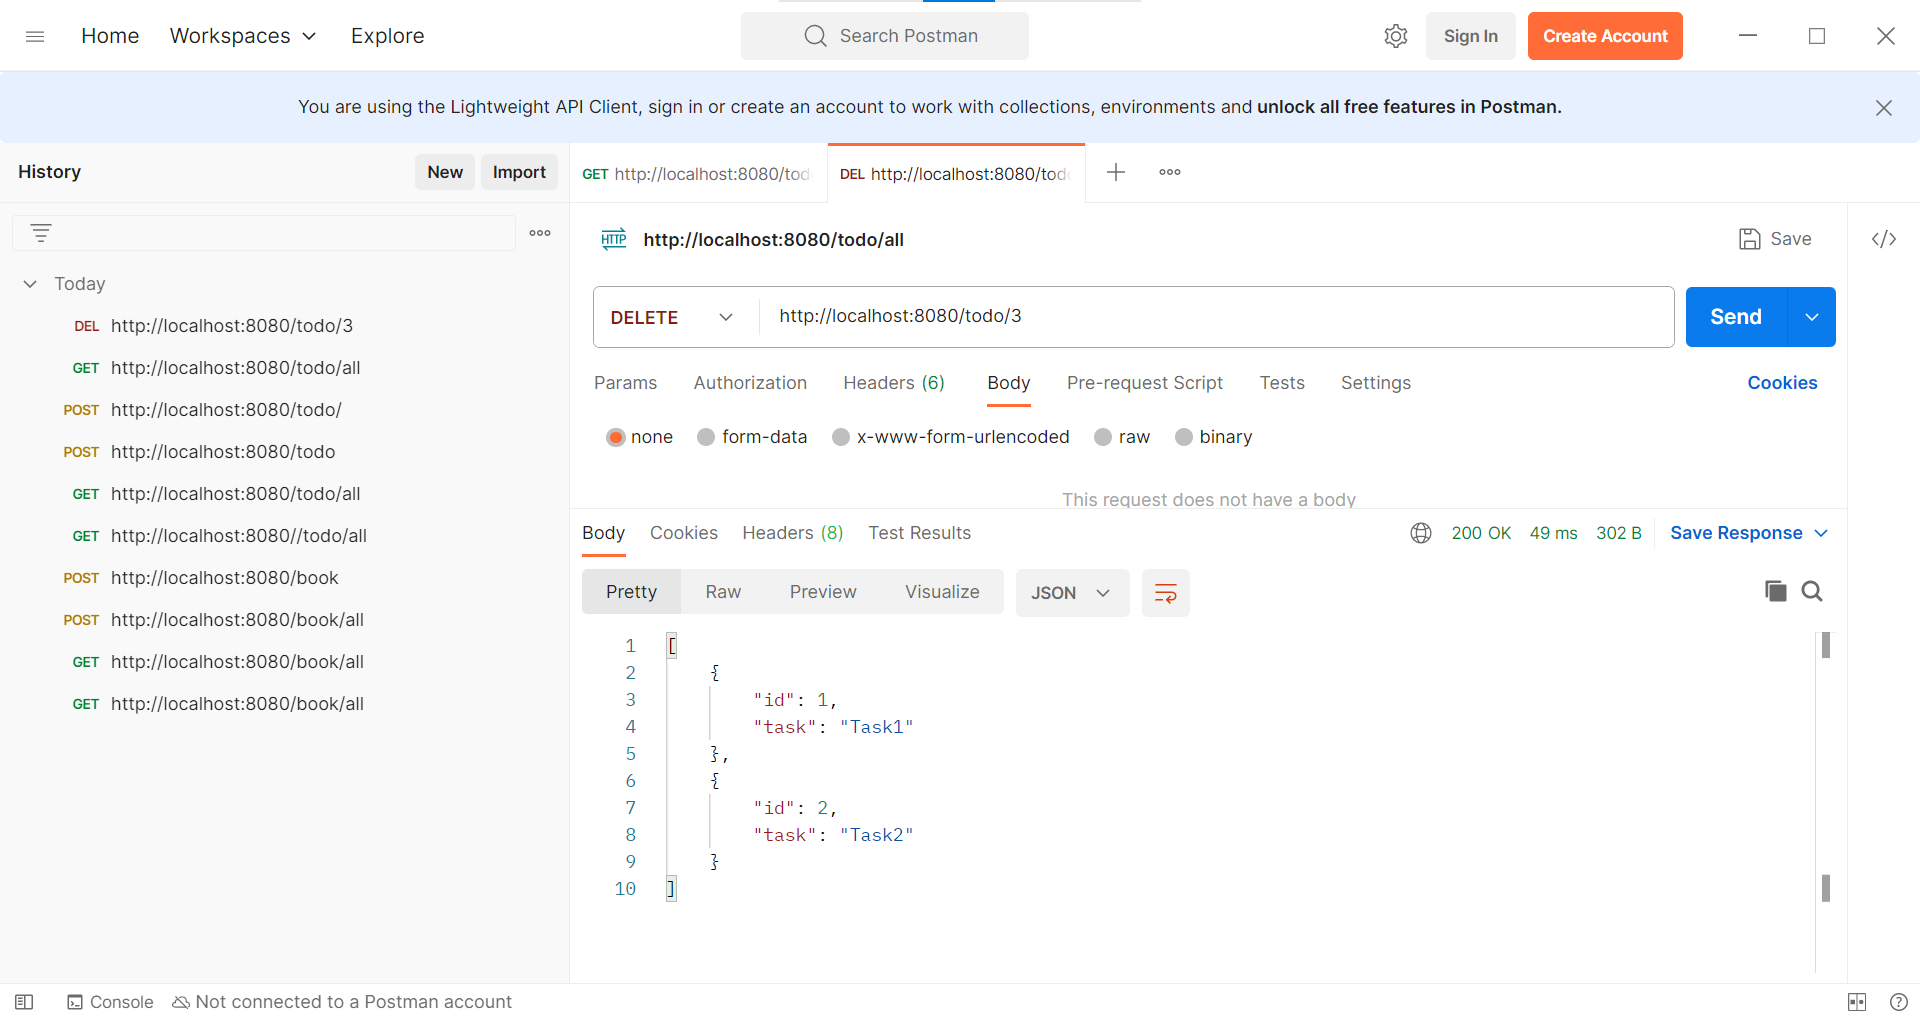 Home Workspaces Explore Search Postman Sign In Create Account
You are using the Lightweight API Client, sign in or create an account to work with collections, environments and unlock all free features in Postman.
History New Import
GET http://localhost:8080/tod DEL http://localhost:8080/tod
HTTP http://localhost:8080/todo/all Save </>
Today
DEL http://localhost:8080/todo/3
GET http://localhost:8080/todo/all
POST http://localhost:8080/todo/
POST http://localhost:8080/todo
GET http://localhost:8080/todo/all
GET http://localhost:8080//todo/all
POST http://localhost:8080/book
POST http://localhost:8080/book/all
GET http://localhost:8080/book/all
GET http://localhost:8080/book/all
DELETE http://localhost:8080/todo/3 Send
Params Authorization Headers (6) Body Pre-request Script Tests Settings Cookies
none form-data x-www-form-urlencoded raw binary
This request does not have a body
Body Cookies Headers (8) Test Results 200 OK 49 ms 302 B Save Response
Pretty Raw Preview Visualize JSON
1 [
2 {
3 "id": 1,
4 "task": "Task1"
5 },
6 {
7 "id": 2,
8 "task": "Task2"
9 }
10 ]
Console Not connected to a Postman account